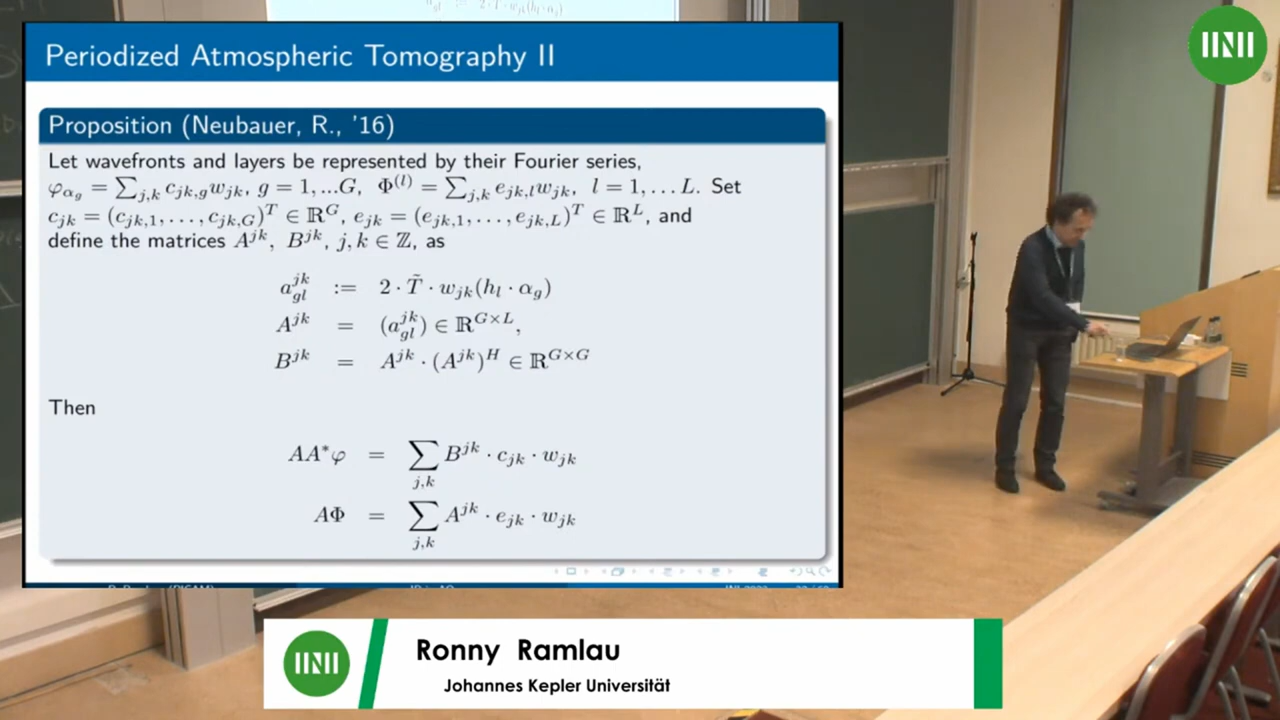 Periodized Atmospheric Tomography II
Proposition (Neubauer, R., '16)
Let wavefronts and layers be represented by their Fourier series,
φ_{α_g} = ∑_{j,k} c_{jk,g} w_{jk}, g = 1, ...G, Φ^{(l)} = ∑_{j,k} e_{jk,l} w_{jk}, l = 1, … L. Set
c_{jk} = (c_{jk,1}, …, c_{jk,G})^T ∈ ℝ^G, e_{jk} = (e_{jk,1}, …, e_{jk,L})^T ∈ ℝ^L, and
define the matrices A^{jk}, B^{jk}, j, k ∈ ℤ, as
a_{gl}^{jk} := 2 · T̃ · w_{jk}(h_l · α_g)
A^{jk} = (a_{gl}^{jk}) ∈ ℝ^{G×L},
B^{jk} = A^{jk} · (A^{jk})^H ∈ ℝ^{G×G}
Then
AA*φ = ∑_{j,k} B^{jk} · c_{jk} · w_{jk}
AΦ = ∑_{j,k} A^{jk} · e_{jk} · w_{jk}
Ronny Ramlau
Johannes Kepler Universität